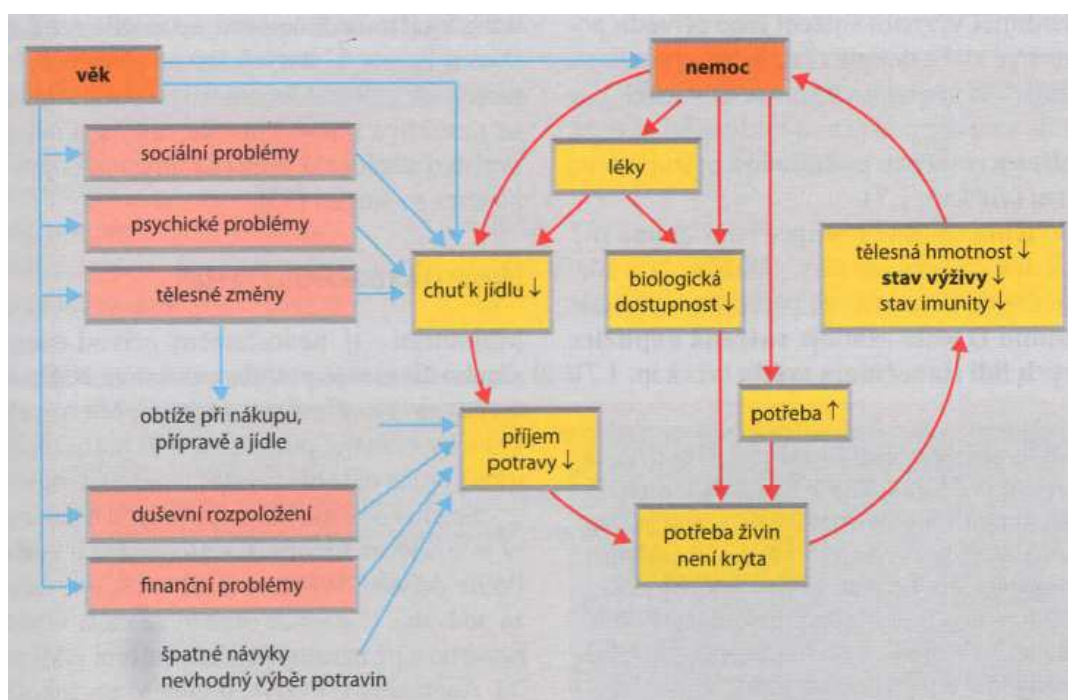 věk
nemoc
sociální problémy
léky
psychické problémy
tělesné změny
chuť k jídlu ↓
biologická
dostupnost ↓
tělesná hmotnost ↓
stav výživy ↓
stav imunity ↓
obtíže při nákupu,
přípravě a jídle
příjem
potravy ↓
potřeba ↑
duševní rozpoložení
potřeba živin
není kryta
finanční problémy
špatné návyky
nevhodný výběr potravin